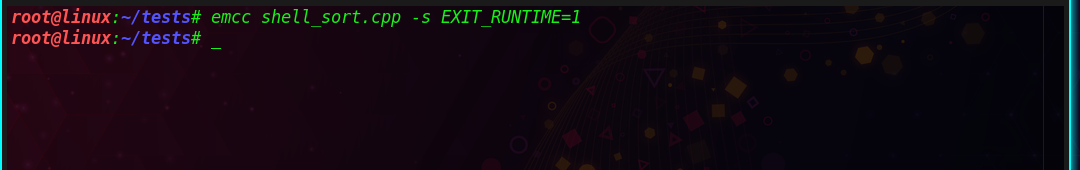 root@linux:~/tests# emcc shell_sort.cpp -s EXIT_RUNTIME=1
root@linux:~/tests# _